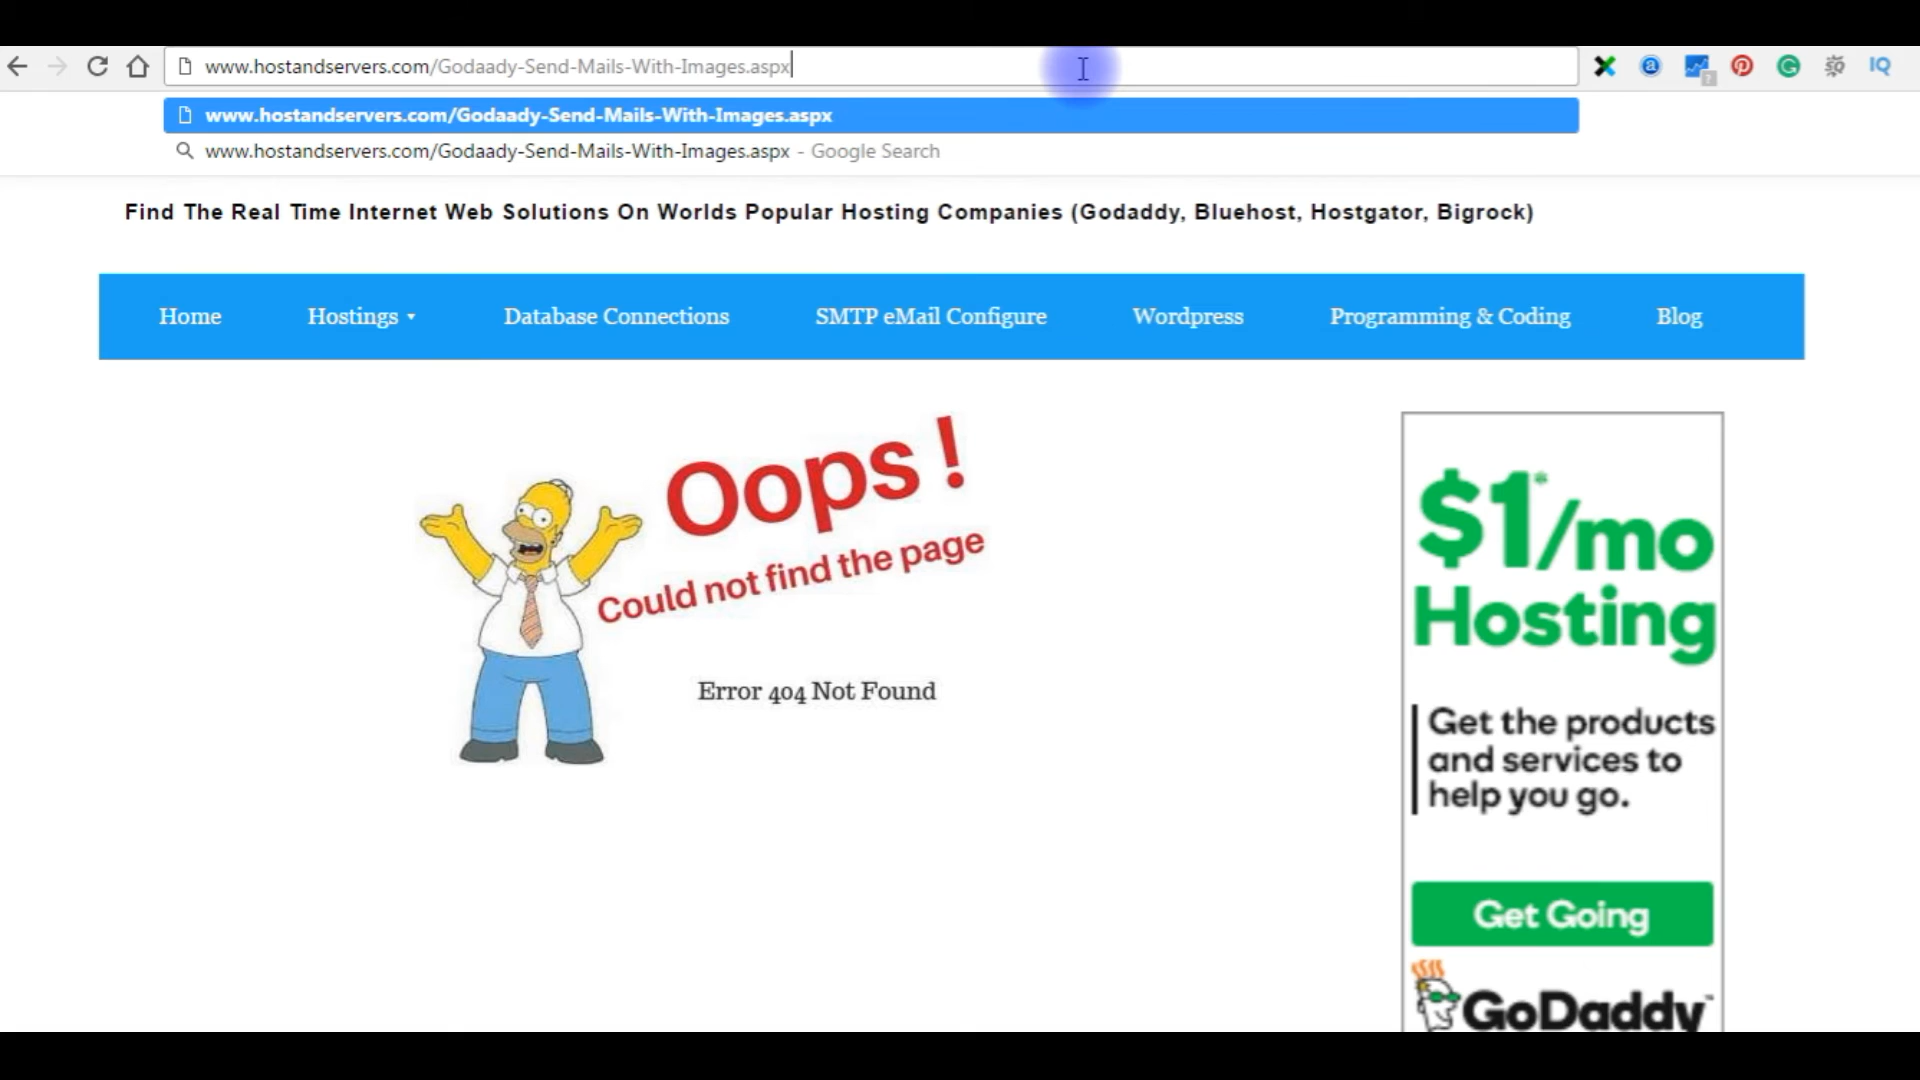 www.hostandservers.com/Godaady-Send-Mails-With-Images.aspx
www.hostandservers.com/Godaady-Send-Mails-With-Images.aspx
www.hostandservers.com/Godaady-Send-Mails-With-Images.aspx - Google Search
Find The Real Time Internet Web Solutions On Worlds Popular Hosting Companies (Godaddy, Bluehost, Hostgator, Bigrock)
Home Hostings Database Connections SMTP eMail Configure Wordpress Programming & Coding Blog
Oops !
Could not find the page
Error 404 Not Found
$1*/mo
Hosting
Get the products
and services to
help you go.
Get Going
GoDaddy™